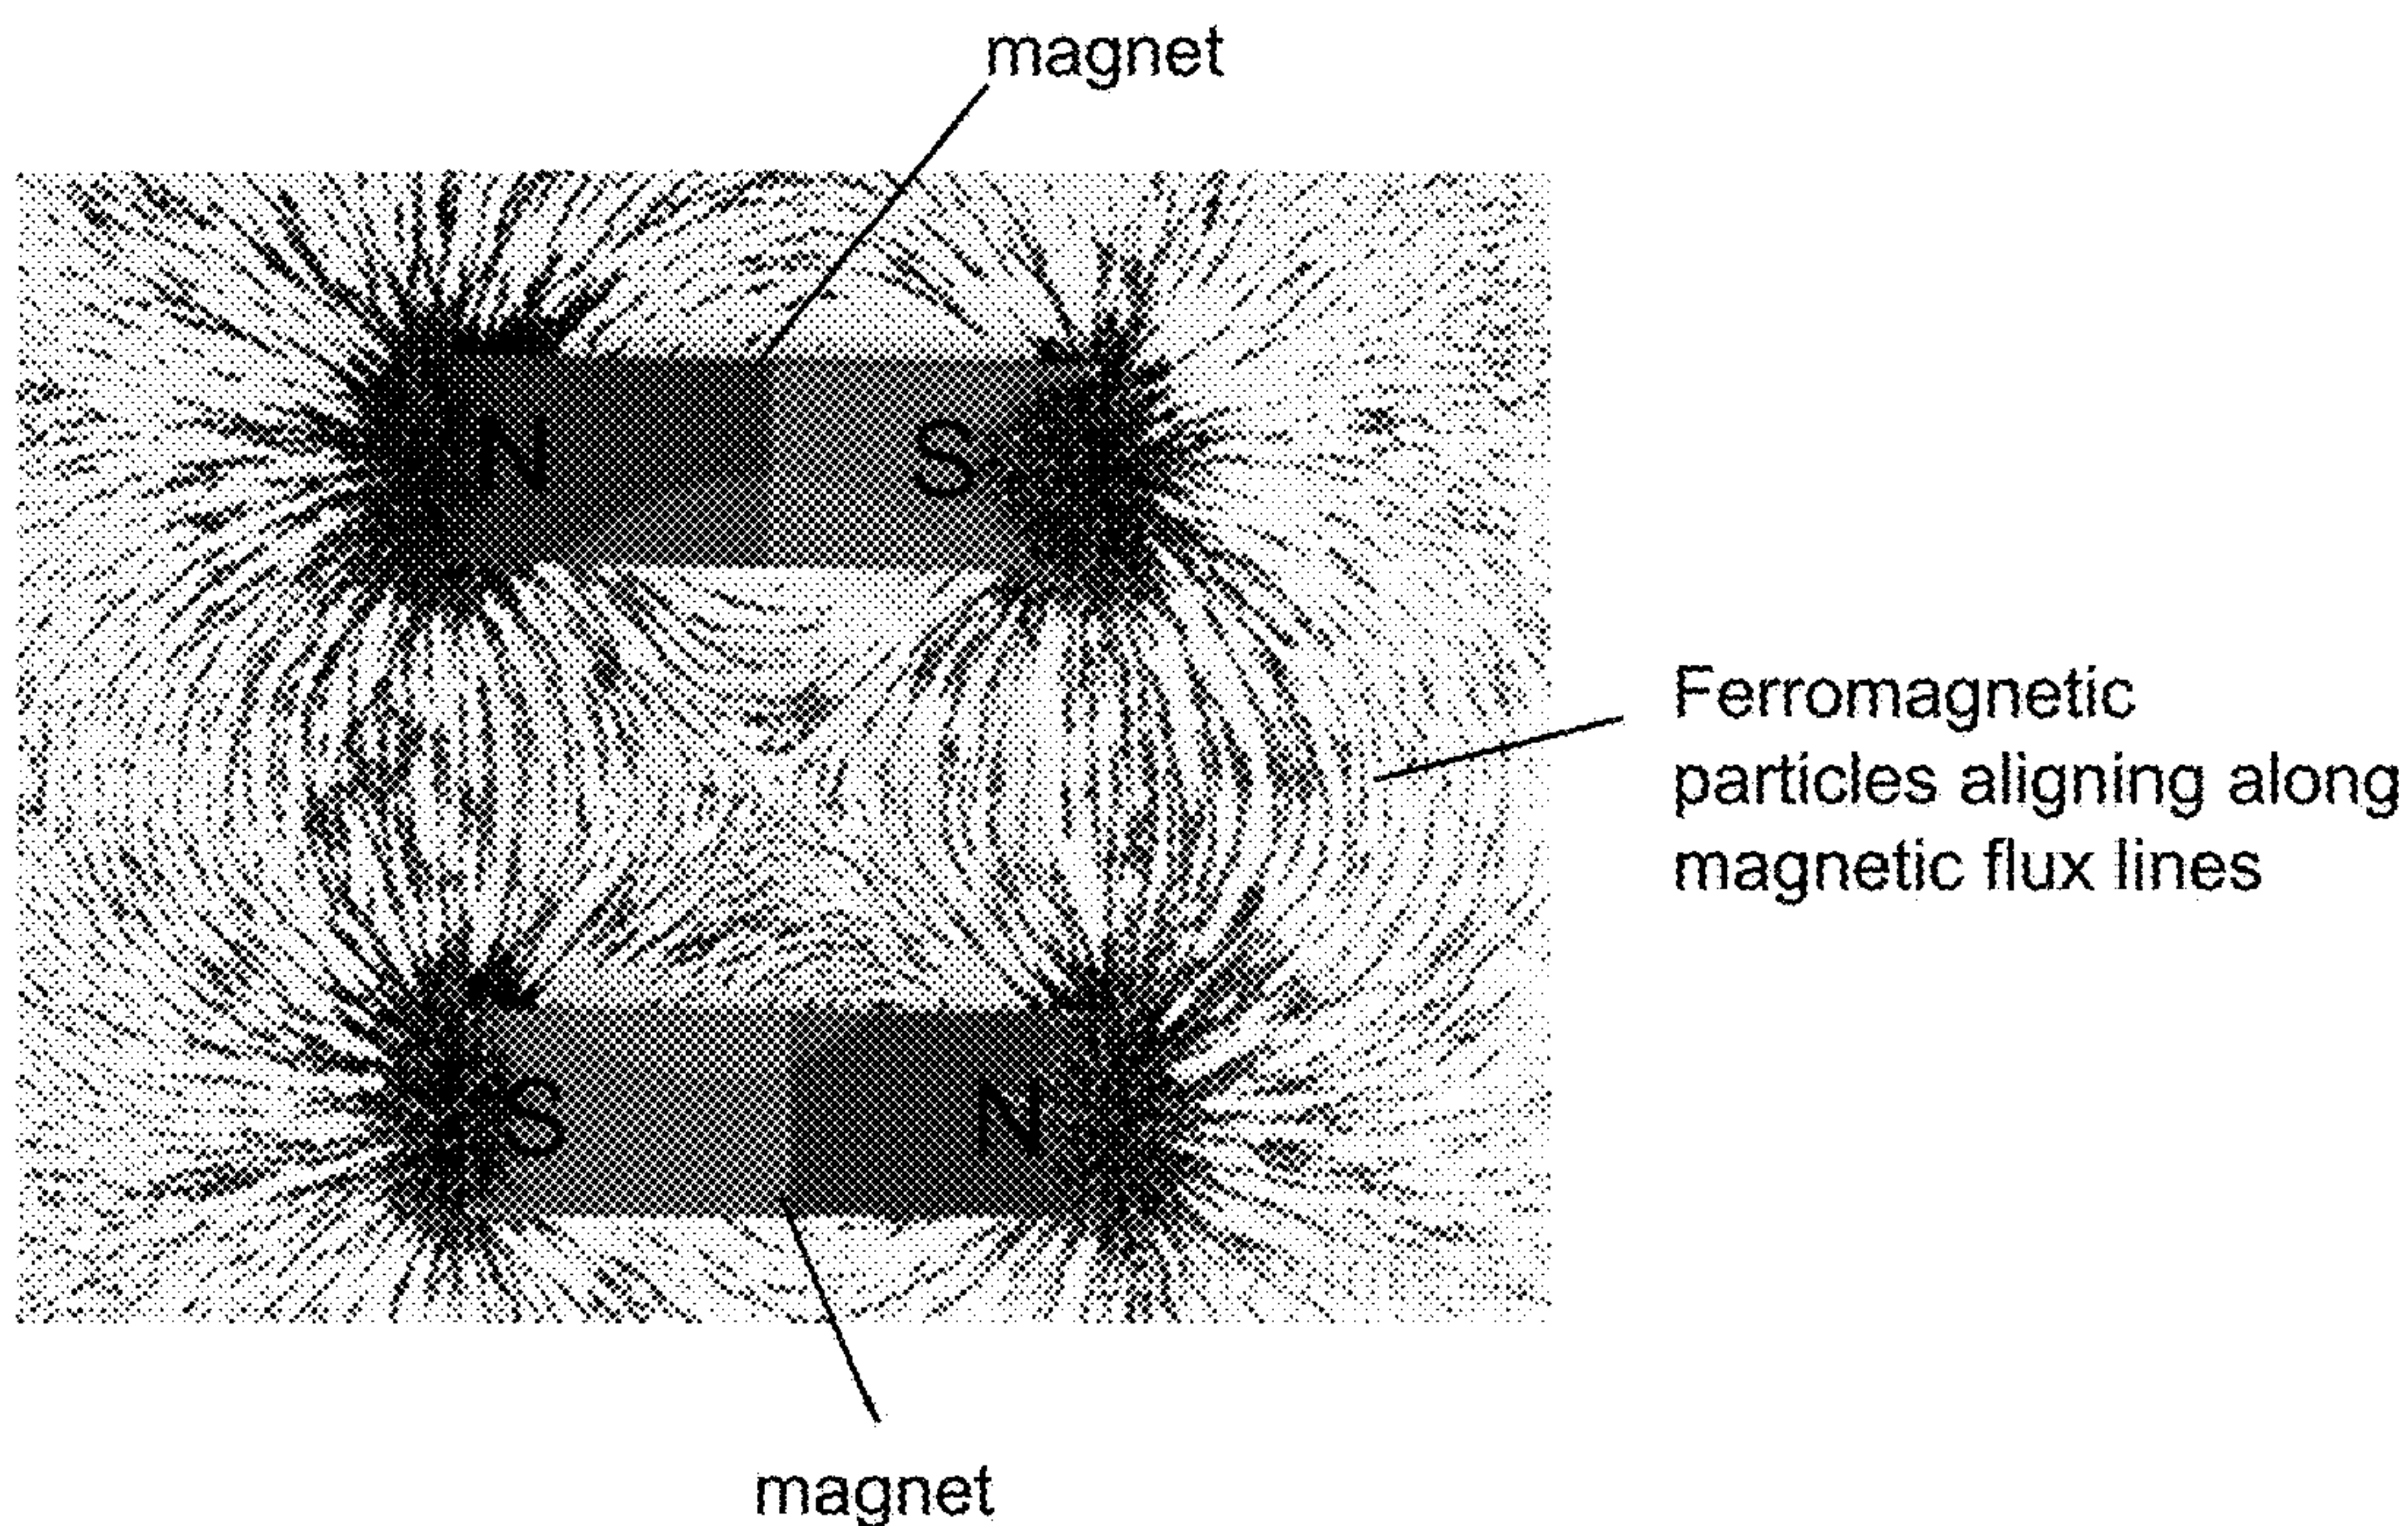 magnet
N
S
Ferromagnetic
particles aligning along
magnetic flux lines
S
N
magnet